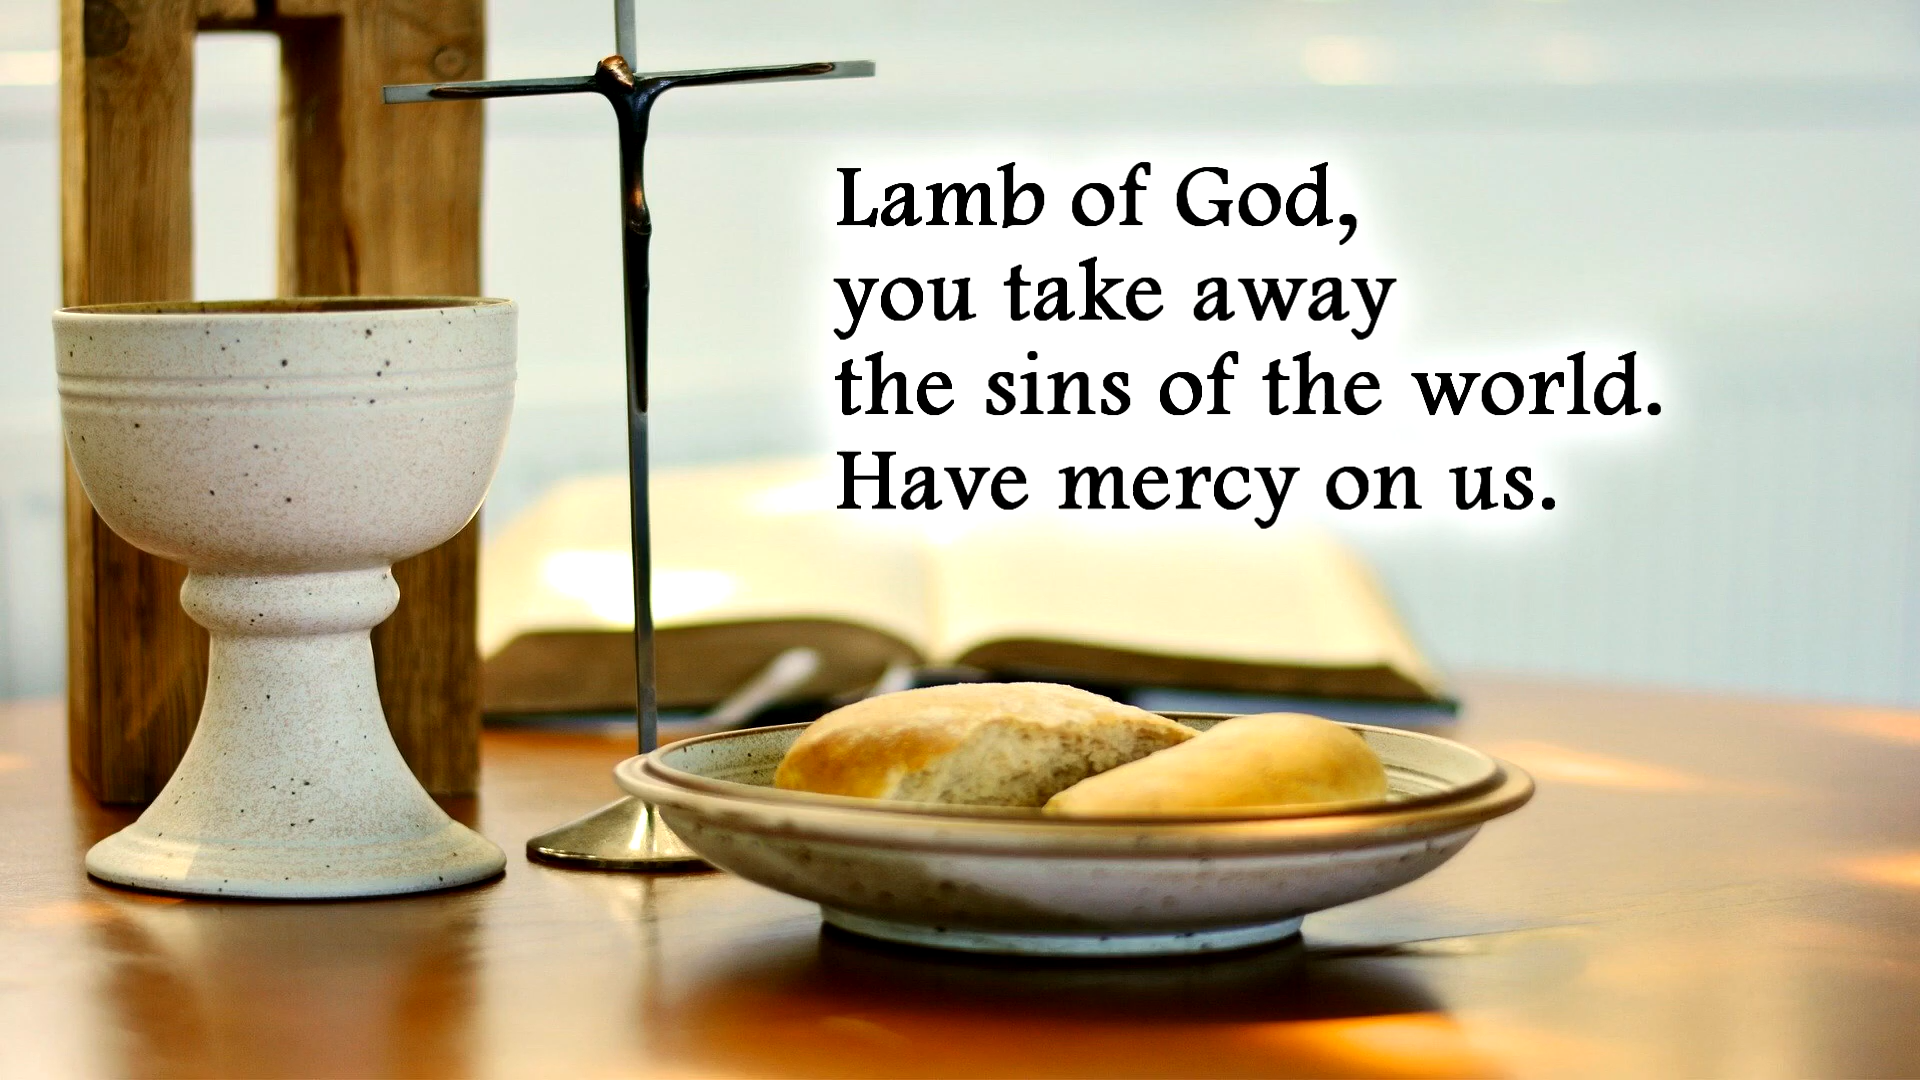 Lamb of God,
you take away
the sins of the world.
Have mercy on us.